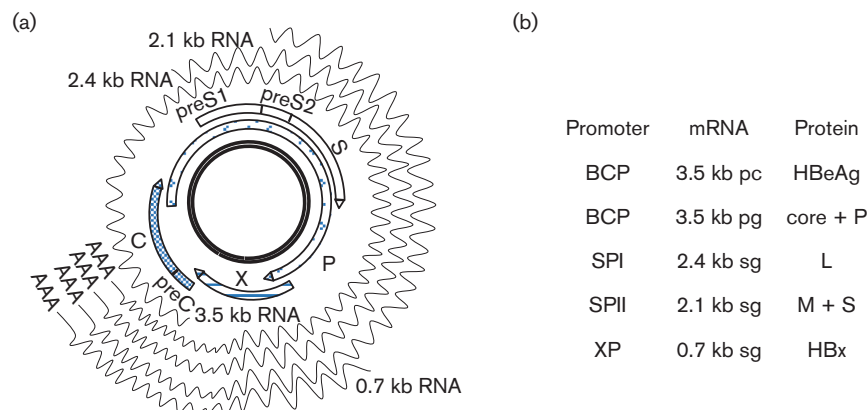 (a)
2.1 kb RNA
2.4 kb RNA
preS1
preS2
S
P
X
C
preC
3.5 kb RNA
0.7 kb RNA
AAA
AAA
AAA
AAA
(b)
Promoter mRNA Protein
BCP 3.5 kb pc HBeAg
BCP 3.5 kb pg core + P
SPI 2.4 kb sg L
SPII 2.1 kb sg M + S
XP 0.7 kb sg HBx